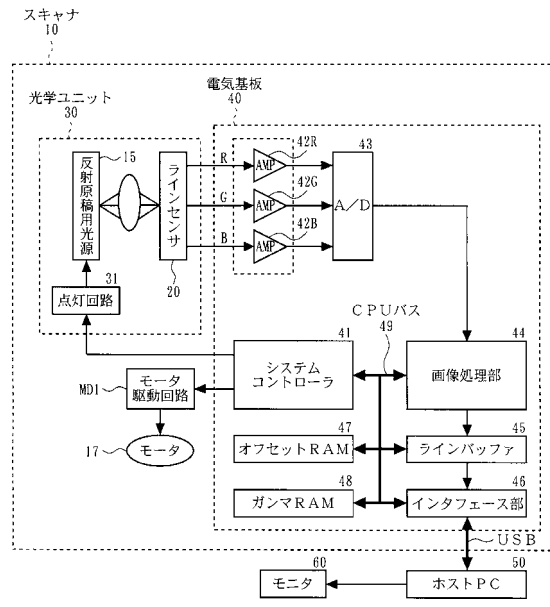 スキャナ
10
光学ユニット
30
電気基板
40
15
反射原稿用光源
ラインセンサ
20
R
G
B
AMP
42R
AMP
42G
AMP
42B
43
A/D
31
点灯回路
41
システム
コントローラ
CPUバス
49
44
画像処理部
MD1
モータ
駆動回路
17
モータ
47
オフセットRAM
45
ラインバッファ
48
ガンマRAM
46
インタフェース部
USB
60
モニタ
50
ホストPC